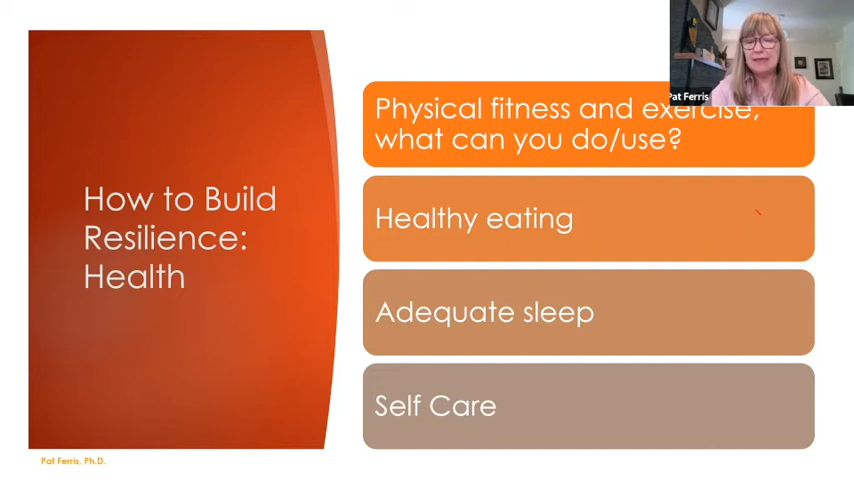 Pat Ferris
Physical fitness and exercise,
what can you do/use?
How to Build
Resilience:
Health
Healthy eating
Adequate sleep
Self Care
Pat Ferris, Ph.D.